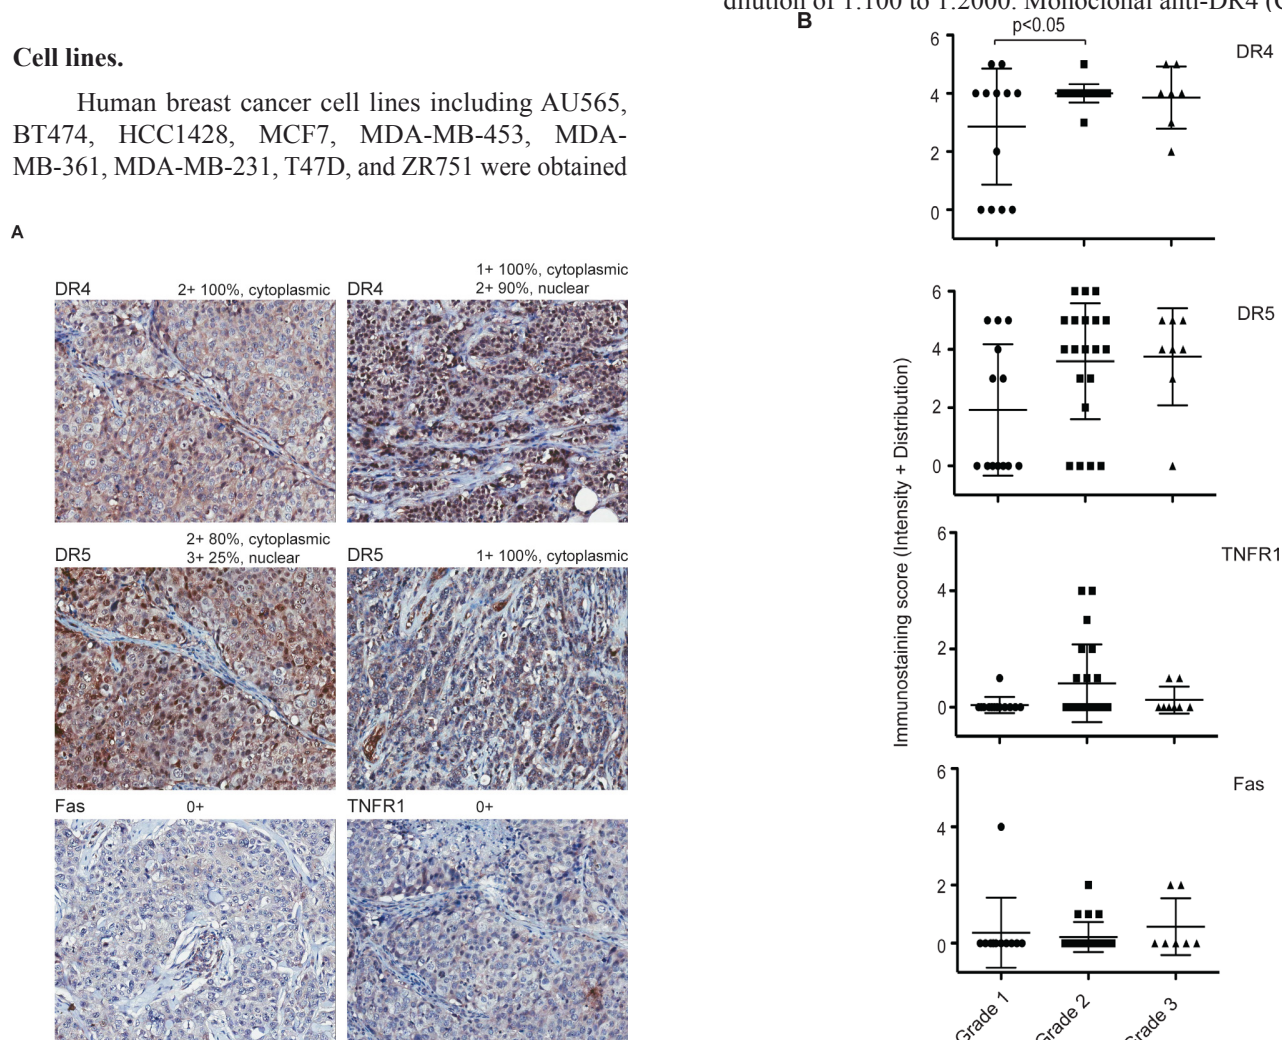 dilution of 1:100 to 1:2000. Monoclonal anti-DR4 (
Cell lines.
Human breast cancer cell lines including AU565,
BT474, HCC1428, MCF7, MDA-MB-453, MDA-
MB-361, MDA-MB-231, T47D, and ZR751 were obtained
A
DR4
2+ 100%, cytoplasmic
DR4
1+ 100%, cytoplasmic
2+ 90%, nuclear
DR5
2+ 80%, cytoplasmic
3+ 25%, nuclear
DR5
1+ 100%, cytoplasmic
Fas
0+
TNFR1
0+
B
Immunostaining score (Intensity + Distribution)
p<0.05
DR4
6
4
2
0
DR5
6
4
2
0
TNFR1
6
4
2
0
Fas
6
4
2
0
Grade 1
Grade 2
Grade 3